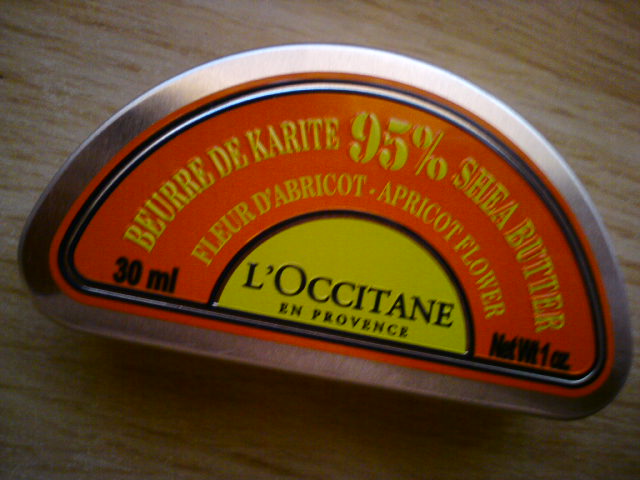 BEURRE DE KARITE 95% SHEA BUTTER
FLEUR D'ABRICOT - APRICOT FLOWER
30 ml
L'OCCITANE
EN PROVENCE
Net Wt 1 oz.